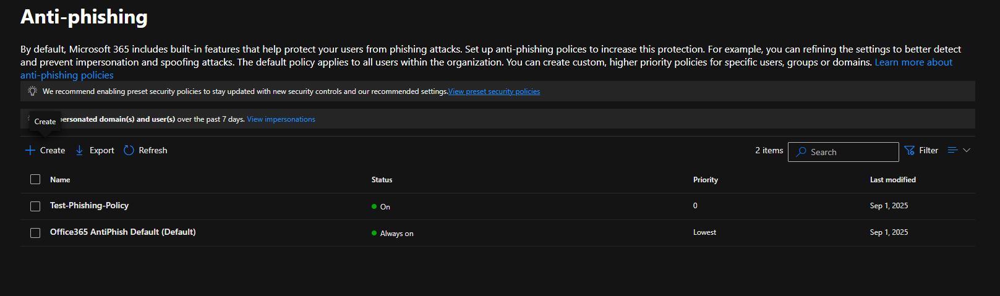 Anti-phishing
By default, Microsoft 365 includes built-in features that help protect your users from phishing attacks. Set up anti-phishing polices to increase this protection. For example, you can refining the settings to better detect
and prevent impersonation and spoofing attacks. The default policy applies to all users within the organization. You can create custom, higher priority policies for specific users, groups or domains. Learn more about
anti-phishing policies
We recommend enabling preset security policies to stay updated with new security controls and our recommended settings.View preset security policies
personated domain(s) and user(s) over the past 7 days. View impersonations
Create
Create Export Refresh 2 items Search Filter
Name Status Priority Last modified
Test-Phishing-Policy On 0 Sep 1, 2025
Office365 AntiPhish Default (Default) Always on Lowest Sep 1, 2025